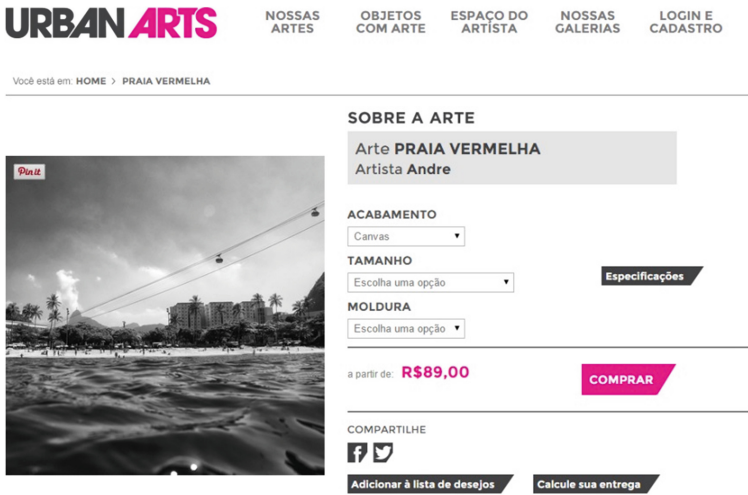 URBAN ARTS
NOSSAS
ARTES
OBJETOS
COM ARTE
ESPAÇO DO
ARTISTA
NOSSAS
GALERIAS
LOGIN E
CADASTRO
Você está em: HOME > PRAIA VERMELHA
Pin it
SOBRE A ARTE
Arte PRAIA VERMELHA
Artista Andre
ACABAMENTO
Canvas
TAMANHO
Escolha uma opção
Especificações
MOLDURA
Escolha uma opção
a partir de: R$89,00
COMPRAR
COMPARTILHE
Adicionar à lista de desejos
Calcule sua entrega